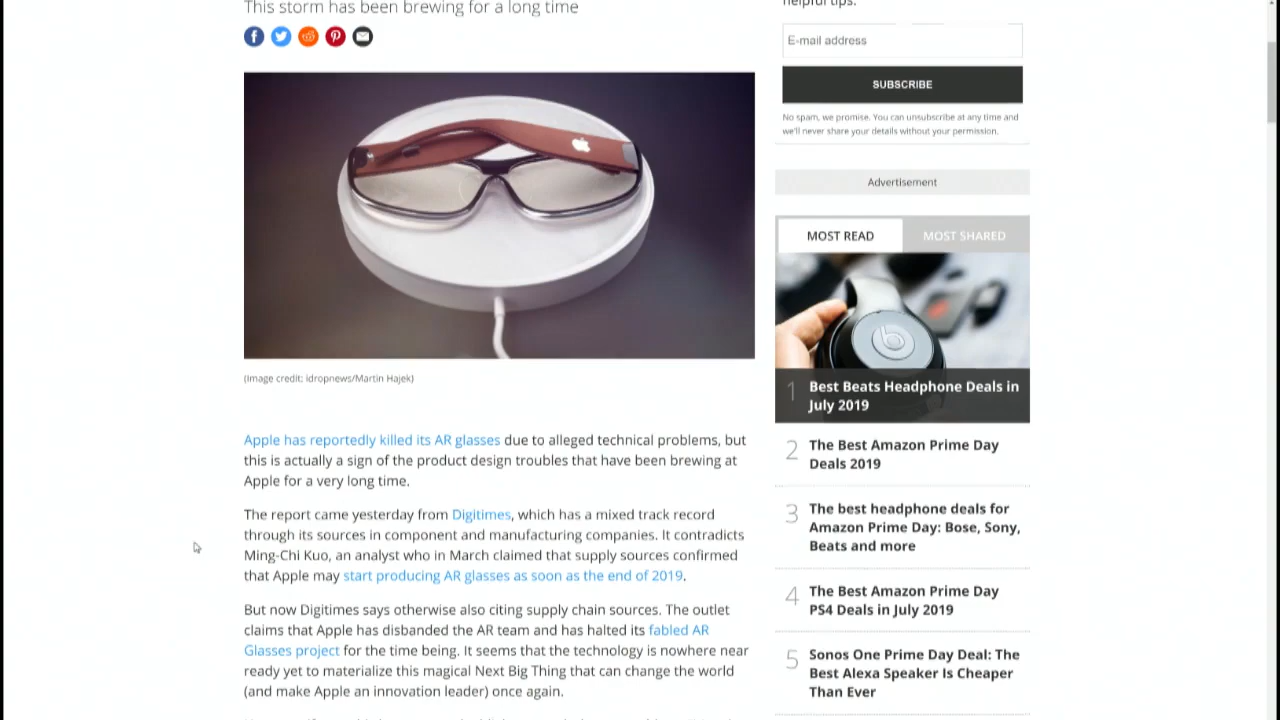 This storm has been brewing for a long time
(Image credit: idropnews/Martin Hajek)
Apple has reportedly killed its AR glasses due to alleged technical problems, but
this is actually a sign of the product design troubles that have been brewing at
Apple for a very long time.
The report came yesterday from Digitimes, which has a mixed track record
through its sources in component and manufacturing companies. It contradicts
Ming-Chi Kuo, an analyst who in March claimed that supply sources confirmed
that Apple may start producing AR glasses as soon as the end of 2019.
But now Digitimes says otherwise also citing supply chain sources. The outlet
claims that Apple has disbanded the AR team and has halted its fabled AR
Glasses project for the time being. It seems that the technology is nowhere near
ready yet to materialize this magical Next Big Thing that can change the world
(and make Apple an innovation leader) once again.
helpful tips.
E-mail address
SUBSCRIBE
No spam, we promise. You can unsubscribe at any time and
we'll never share your details without your permission.
Advertisement
MOST READ
MOST SHARED
1 Best Beats Headphone Deals in
July 2019
2 The Best Amazon Prime Day
Deals 2019
3 The best headphone deals for
Amazon Prime Day: Bose, Sony,
Beats and more
4 The Best Amazon Prime Day
PS4 Deals in July 2019
5 Sonos One Prime Day Deal: The
Best Alexa Speaker Is Cheaper
Than Ever